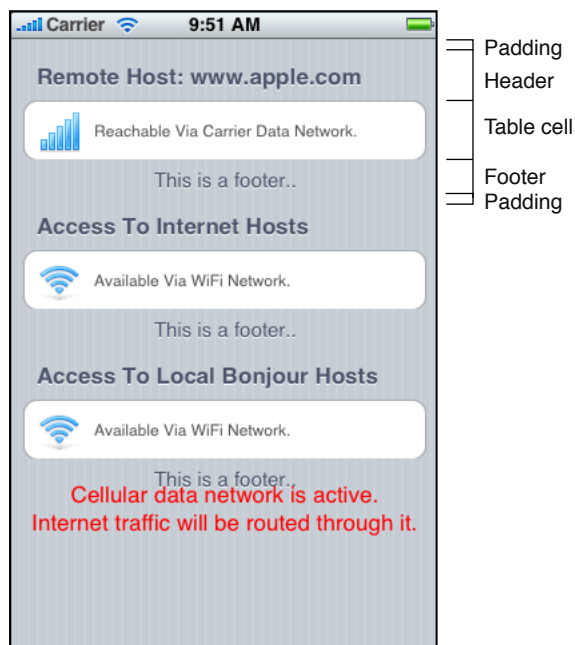 Carrier 9:51 AM
Padding
Remote Host: www.apple.com
Header
Reachable Via Carrier Data Network.
Table cell
This is a footer..
Footer
Padding
Access To Internet Hosts
Available Via WiFi Network.
This is a footer..
Access To Local Bonjour Hosts
Available Via WiFi Network.
This is a footer..
Cellular data network is active.
Internet traffic will be routed through it.